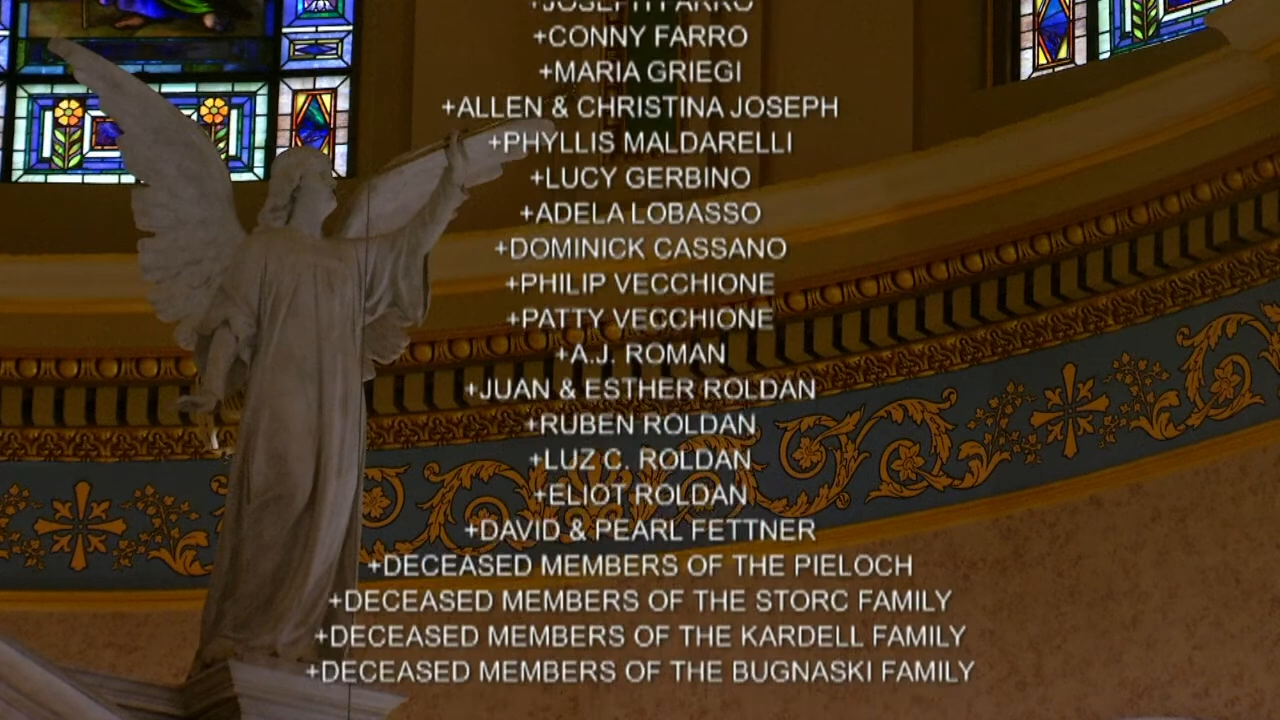 +JOSEPH FARRO
+CONNY FARRO
+MARIA GRIEGI
+ALLEN & CHRISTINA JOSEPH
+PHYLLIS MALDARELLI
+LUCY GERBINO
+ADELA LOBASSO
+DOMINICK CASSANO
+PHILIP VECCHIONE
+PATTY VECCHIONE
+A.J. ROMAN
+JUAN & ESTHER ROLDAN
+RUBEN ROLDAN
+LUZ C. ROLDAN
+ELIOT ROLDAN
+DAVID & PEARL FETTNER
+DECEASED MEMBERS OF THE PIELOCH
+DECEASED MEMBERS OF THE STORC FAMILY
+DECEASED MEMBERS OF THE KARDELL FAMILY
+DECEASED MEMBERS OF THE BUGNASKI FAMILY